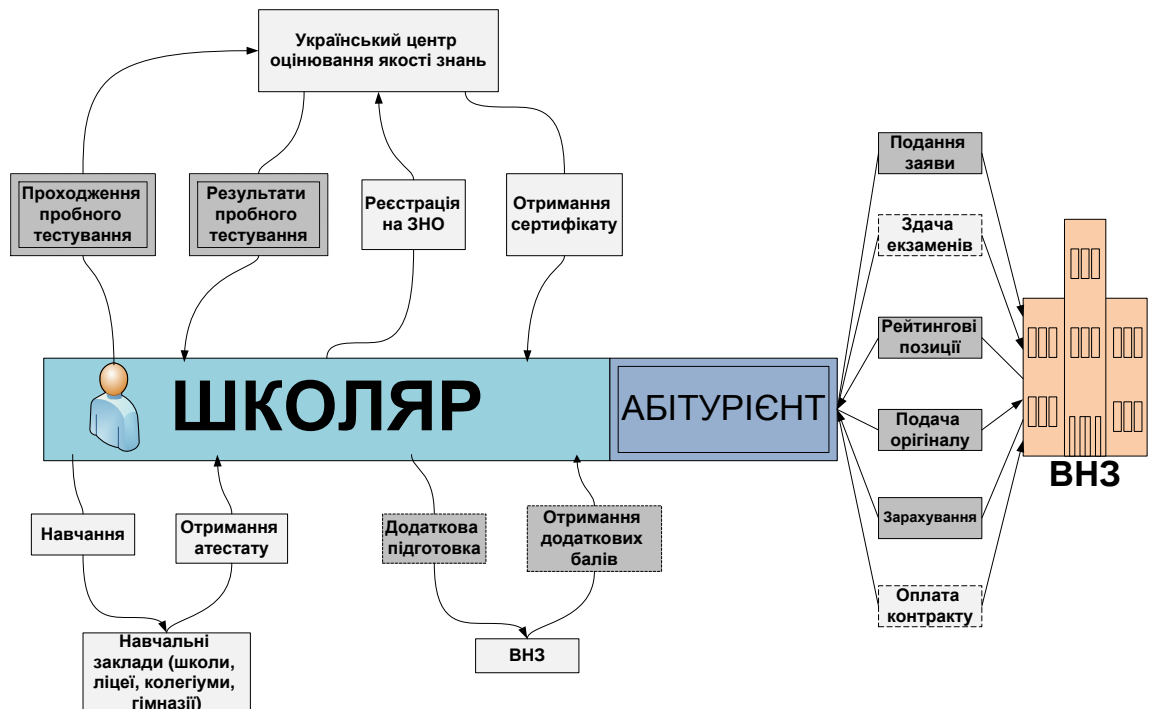 Український центр
оцінювання якості знань
Проходження
пробного
тестування
Результати
пробного
тестування
Реєстрація
на ЗНО
Отримання
сертифікату
Подання
заяви
Здача
екзаменів
Рейтингові
позиції
Подача
орігіналу
Зарахування
Оплата
контракту
ШКОЛЯР
АБІТУРІЄНТ
ВНЗ
Навчання
Отримання
атестату
Додаткова
підготовка
Отримання
додаткових
балів
Навчальні
заклади (школи,
ліцеї, колегіуми,
гімназії)
ВНЗ